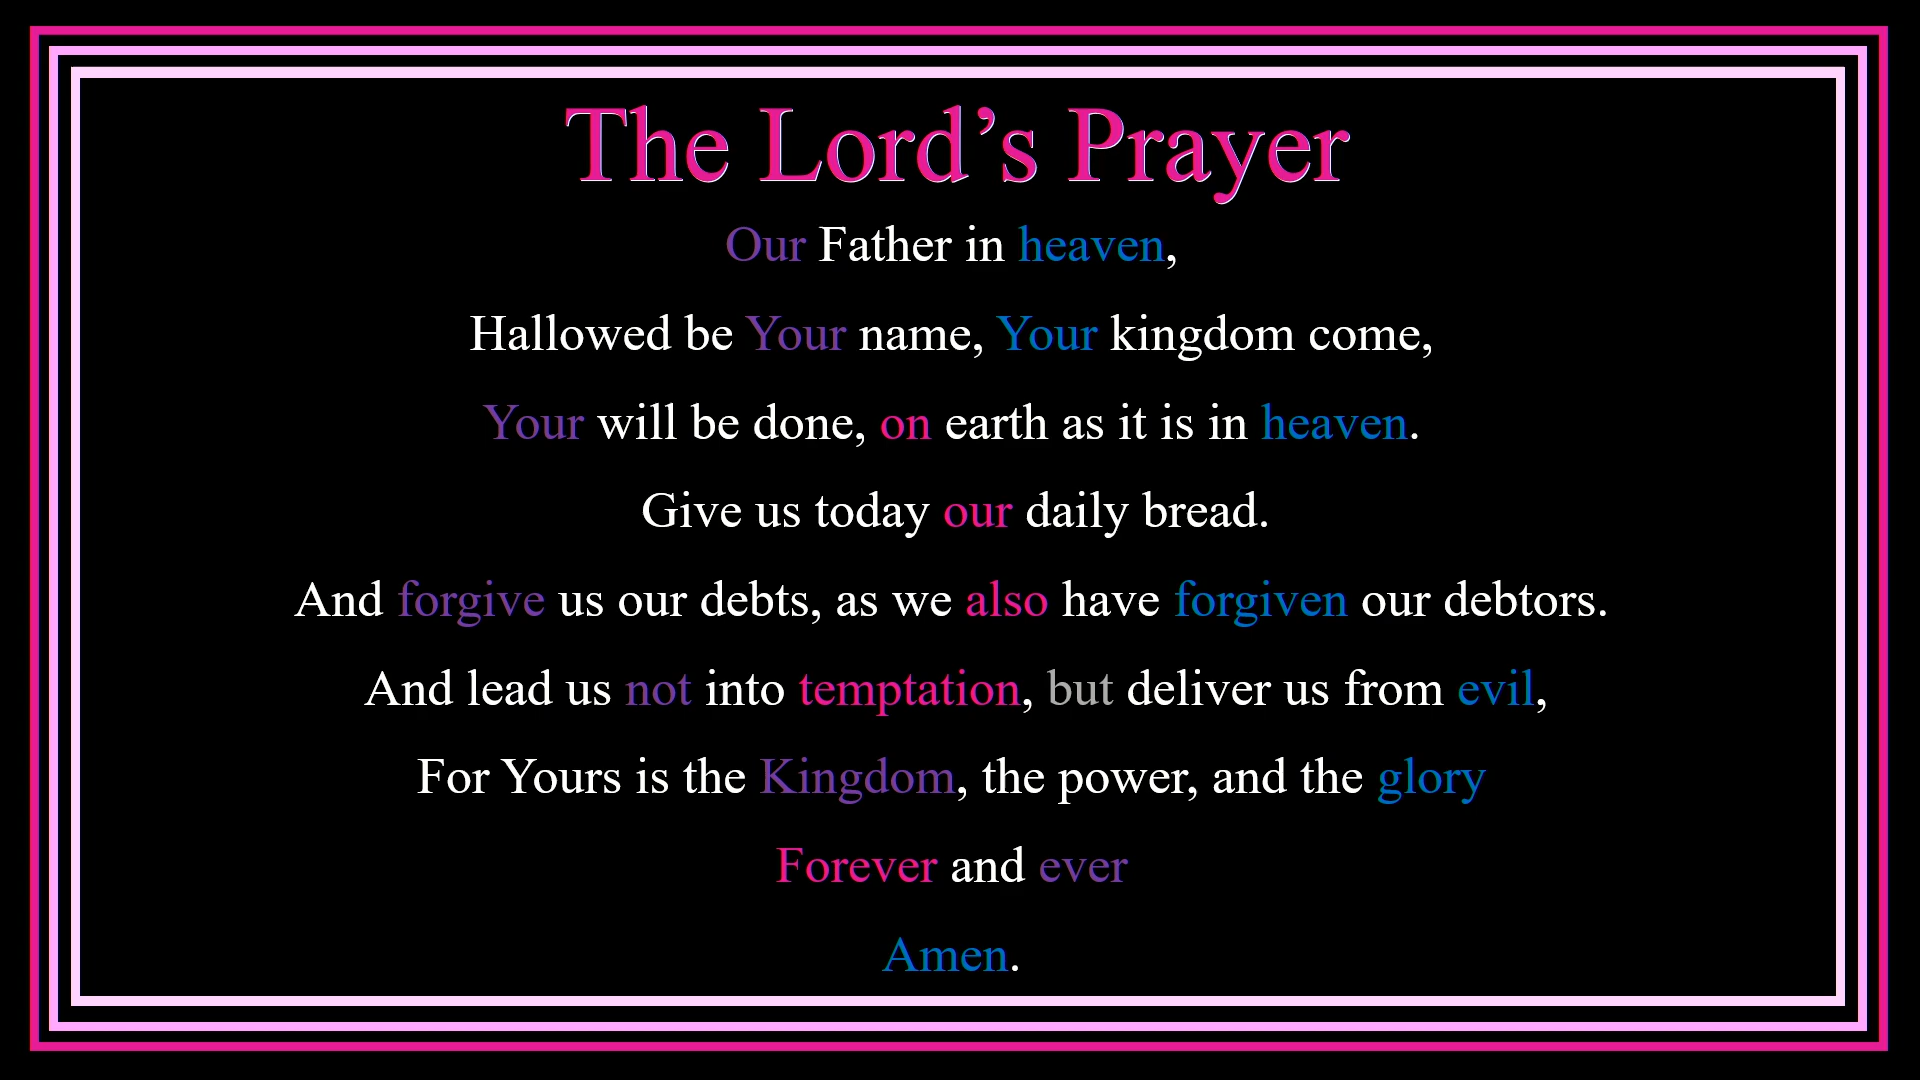 The Lord’s Prayer
Our Father in heaven,
Hallowed be Your name, Your kingdom come,
Your will be done, on earth as it is in heaven.
Give us today our daily bread.
And forgive us our debts, as we also have forgiven our debtors.
And lead us not into temptation, but deliver us from evil,
For Yours is the Kingdom, the power, and the glory
Forever and ever
Amen.